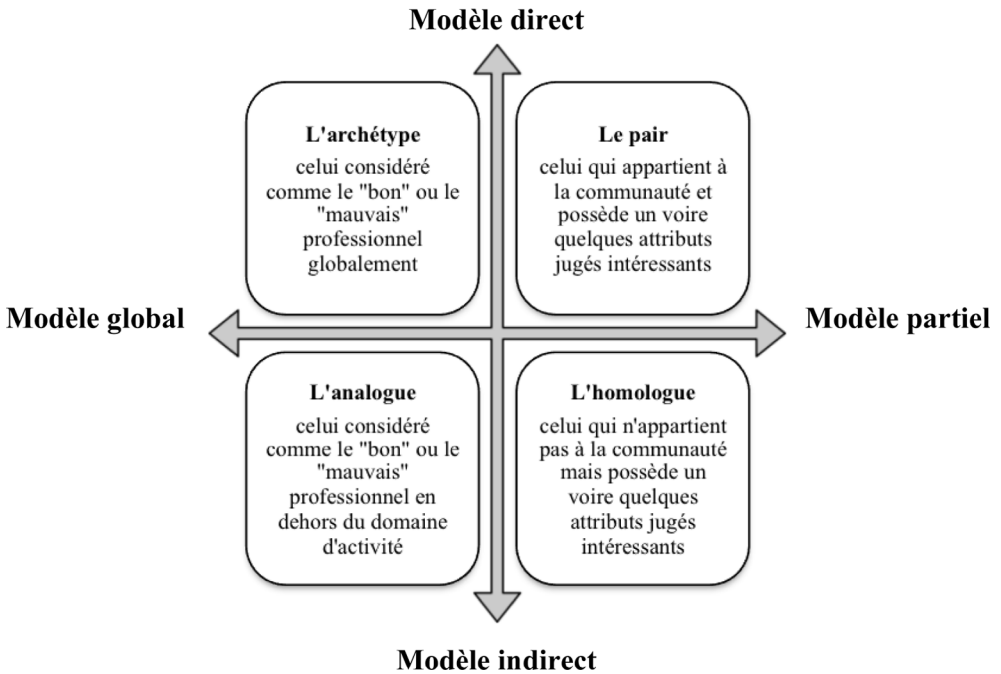 Modèle direct
L'archétype
celui considéré
comme le "bon" ou le
"mauvais"
professionnel
globalement
Le pair
celui qui appartient à
la communauté et
possède un voire
quelques attributs
jugés intéressants
Modèle global
Modèle partiel
L'analogue
celui considéré
comme le "bon" ou le
"mauvais"
professionnel en
dehors du domaine
d'activité
L'homologue
celui qui n'appartient
pas à la communauté
mais possède un
voire quelques
attributs jugés
intéressants
Modèle indirect